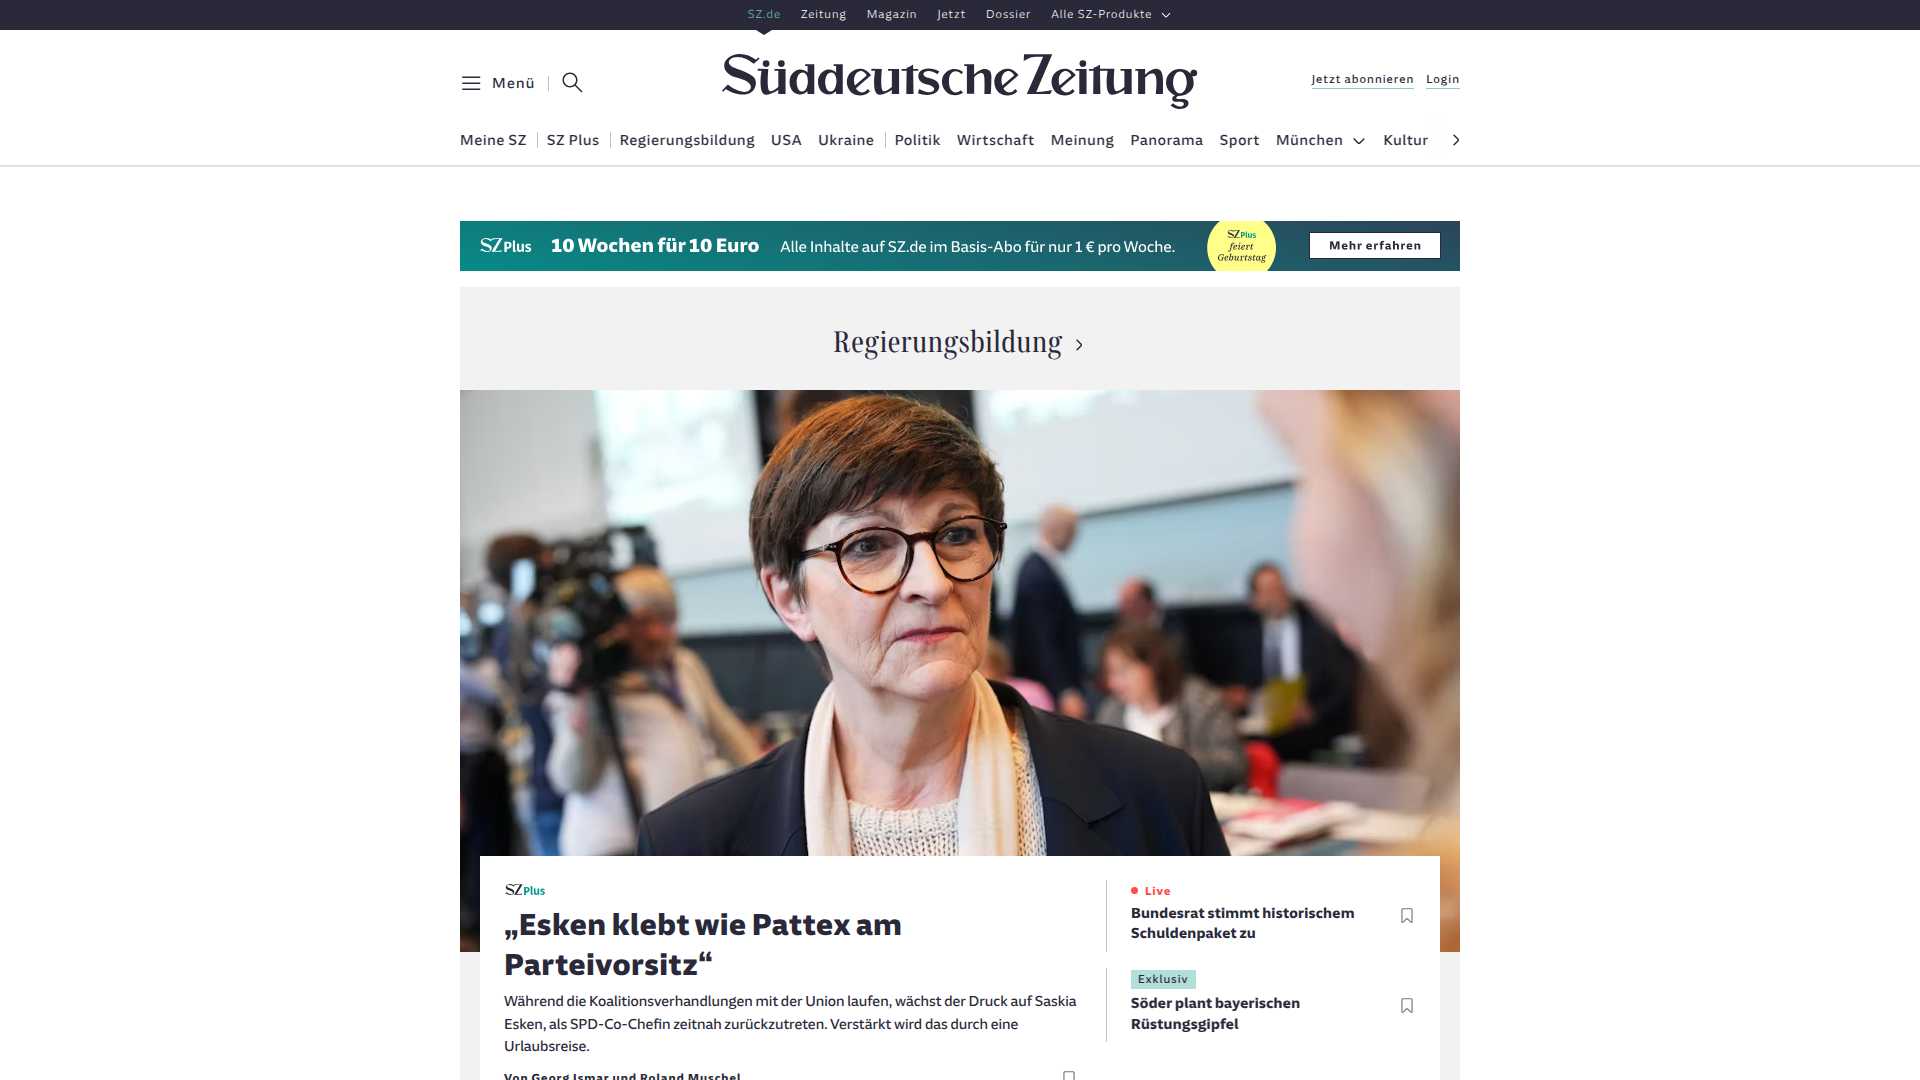 SZ.de Zeitung Magazin Jetzt Dossier Alle SZ-Produkte
Menü
Süddeutsche Zeitung
Jetzt abonnieren Login
Meine SZ SZ Plus Regierungsbildung USA Ukraine Politik Wirtschaft Meinung Panorama Sport München Kultur
SZ Plus 10 Wochen für 10 Euro Alle Inhalte auf SZ.de im Basis-Abo für nur 1 € pro Woche.
SZ Plus
feiert
Geburtstag
Mehr erfahren
Regierungsbildung
SZ Plus
„Esken klebt wie Pattex am
Parteivorsitz“
Während die Koalitionsverhandlungen mit der Union laufen, wächst der Druck auf Saskia
Esken, als SPD-Co-Chefin zeitnah zurückzutreten. Verstärkt wird das durch eine
Urlaubsreise.
Von Georg Ismar und Roland Muschel
Live
Bundesrat stimmt historischem
Schuldenpaket zu
Exklusiv
Söder plant bayerischen
Rüstungsgipfel